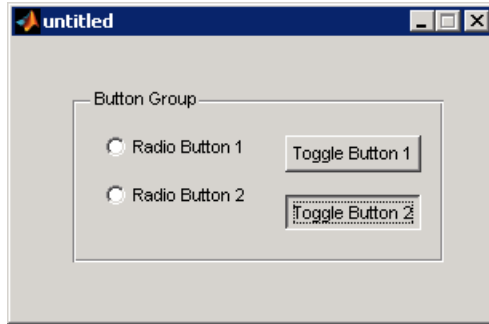 untitled
Button Group
Radio Button 1
Toggle Button 1
Radio Button 2
Toggle Button 2